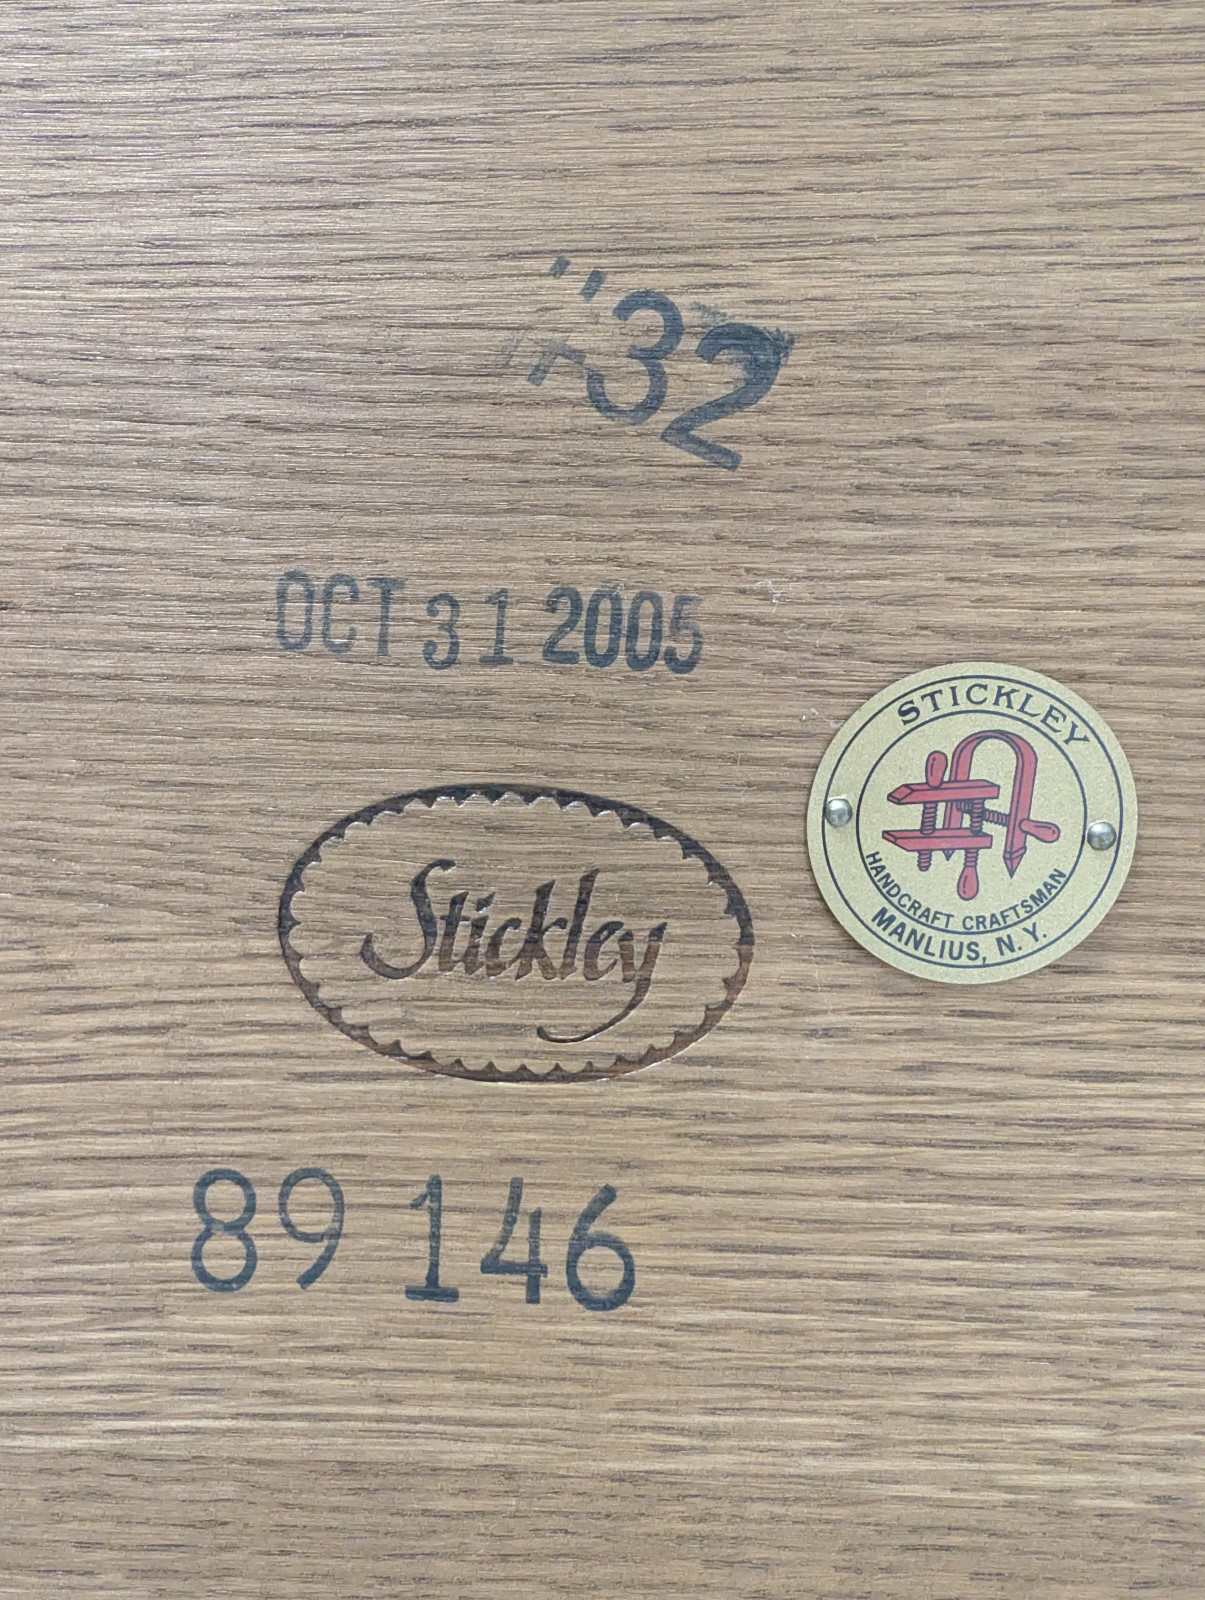 32
OCT 31 2005
Stickley
89 146
STICKLEY
HANDCRAFT CRAFTSMAN
MANLIUS, N.Y.